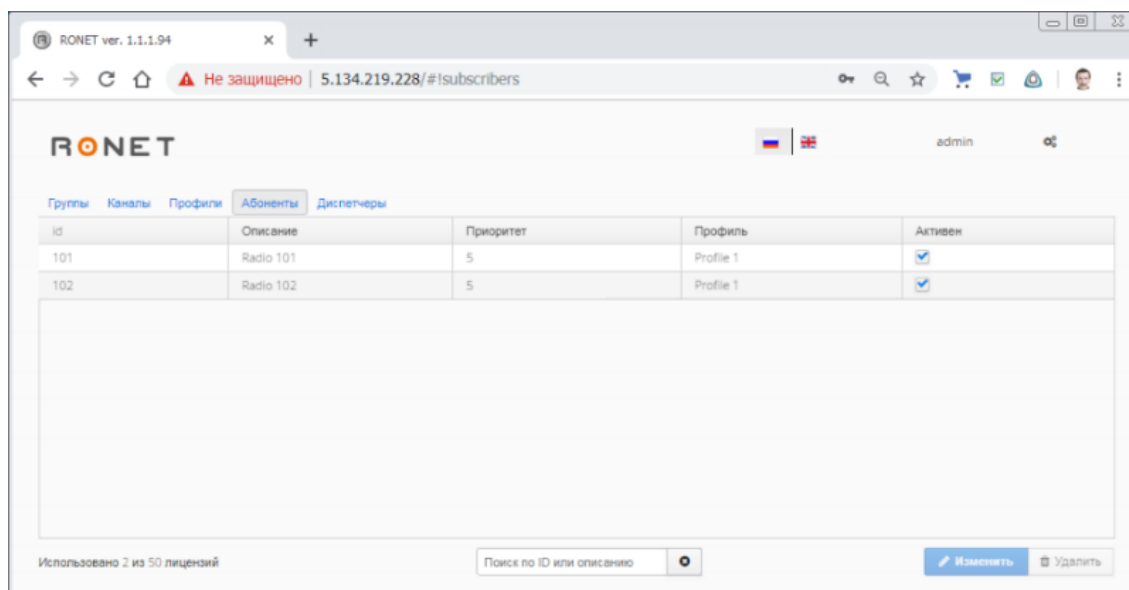 RONET ver. 1.1.1.94
Не защищено | 5.134.219.228/#!subscribers
RONET admin
Группы Каналы Профили Абоненты Диспетчеры
id Описание Приоритет Профиль Активен
101 Radio 101 5 Profile 1
102 Radio 102 5 Profile 1
Использовано 2 из 50 лицензий Поиск по ID или описанию Изменить Удалить